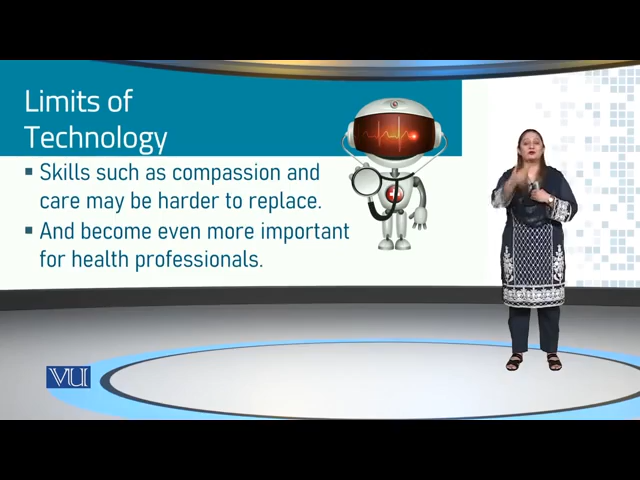 Limits of
Technology
▪ Skills such as compassion and
care may be harder to replace.
▪ And become even more important
for health professionals.
VU